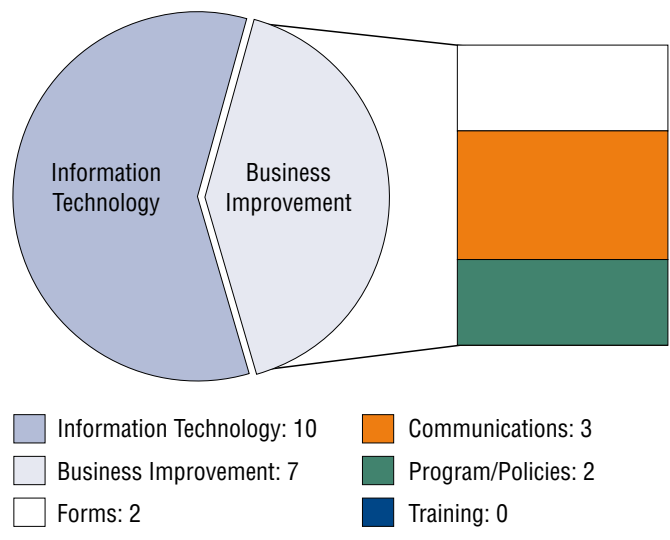 Information
Technology
Business
Improvement
Information Technology: 10
Business Improvement: 7
Forms: 2
Communications: 3
Program/Policies: 2
Training: 0